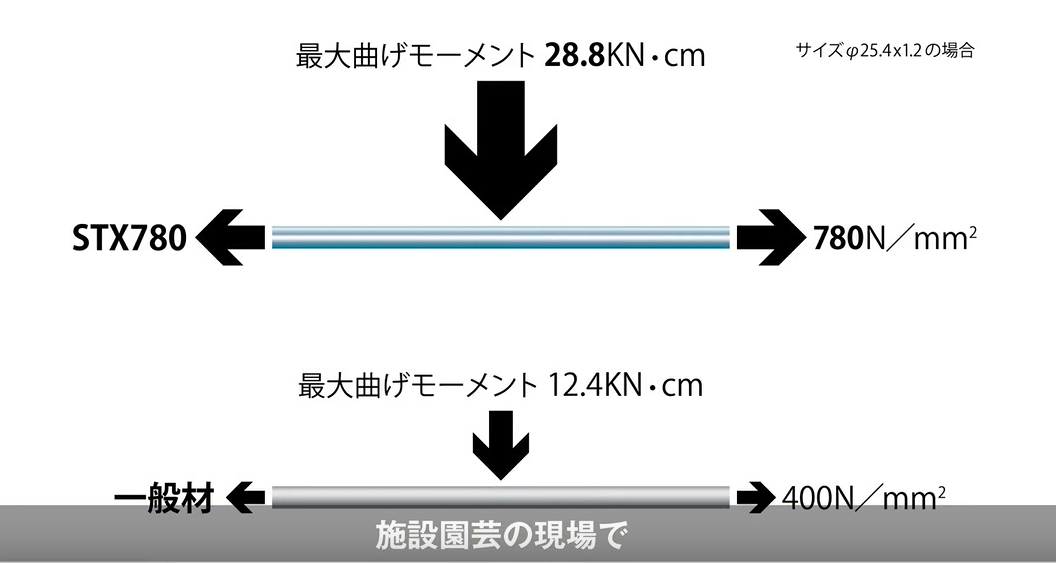 最大曲げモーメント 28.8KN・cm
サイズφ25.4x1.2の場合
STX780
780N／mm²
最大曲げモーメント 12.4KN・cm
一般材
400N／mm²
施設園芸の現場で